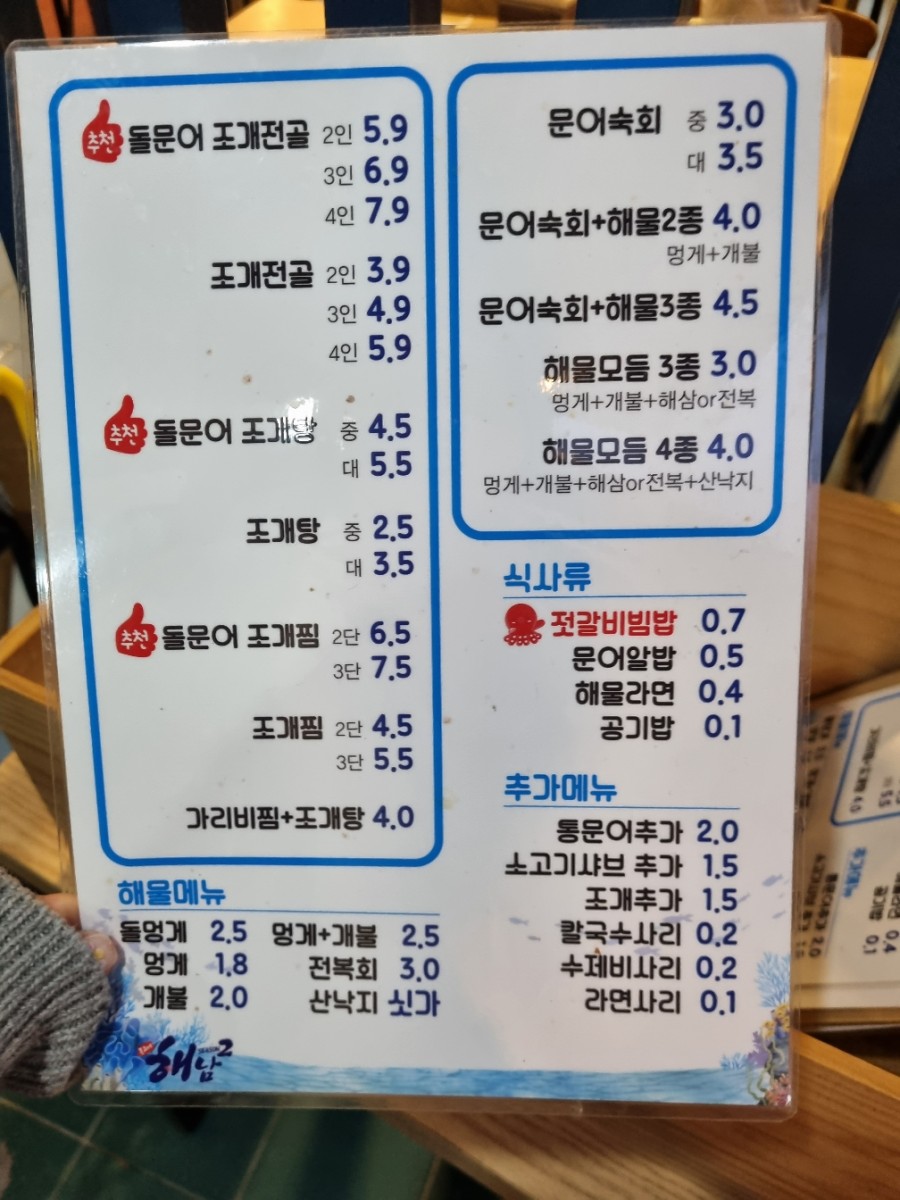 추천 돌문어 조개전골 2인 5.9
3인 6.9
4인 7.9
조개전골 2인 3.9
3인 4.9
4인 5.9
추천 돌문어 조개탕 중 4.5
대 5.5
조개탕 중 2.5
대 3.5
추천 돌문어 조개찜 2단 6.5
3단 7.5
조개찜 2단 4.5
3단 5.5
가리비찜+조개탕 4.0
해물메뉴
돌멍게 2.5 멍게+개불 2.5
멍게 1.8 전복회 3.0
개불 2.0 산낙지 싯가
해남2
문어숙회 중 3.0
대 3.5
문어숙회+해물2종 4.0
멍게+개불
문어숙회+해물3종 4.5
해물모듬 3종 3.0
멍게+개불+해삼or전복
해물모듬 4종 4.0
멍게+개불+해삼or전복+산낙지
식사류
젓갈비빔밥 0.7
문어알밥 0.5
해물라면 0.4
공기밥 0.1
추가메뉴
통문어추가 2.0
소고기샤브 추가 1.5
조개추가 1.5
칼국수사리 0.2
수제비사리 0.2
라면사리 0.1